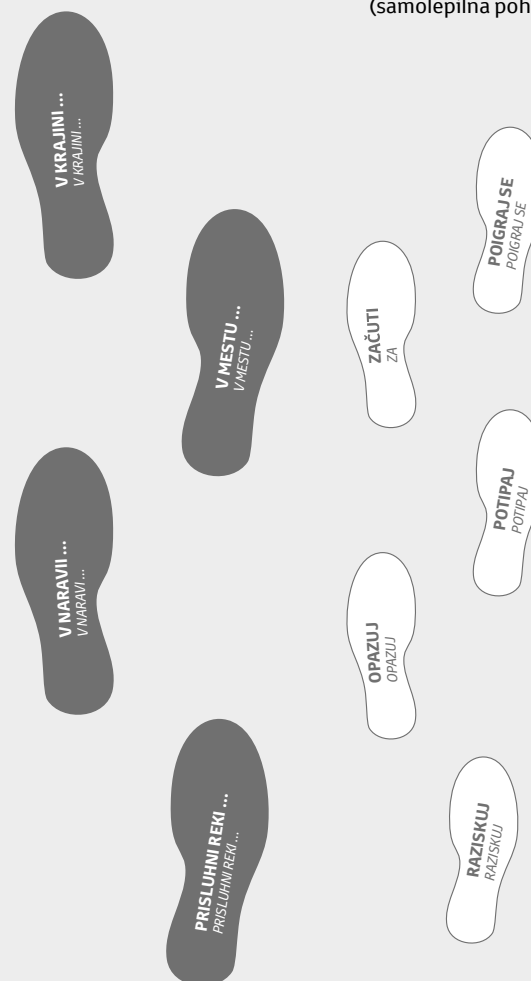 (samolepilna poh
V KRAJINI ...
V KRAJINI ...
V MESTU ...
V MESTU ...
ZAČUTI
ZA
POIGRAJ SE
POIGRAJ SE
V NARAVII ...
V NARAVI ...
OPAZUJ
OPAZUJ
POTIPAJ
POTIPAJ
PRISLUHNI REKI ...
PRISLUHNI REKI ...
RAZISKUJ
RAZISKUJ